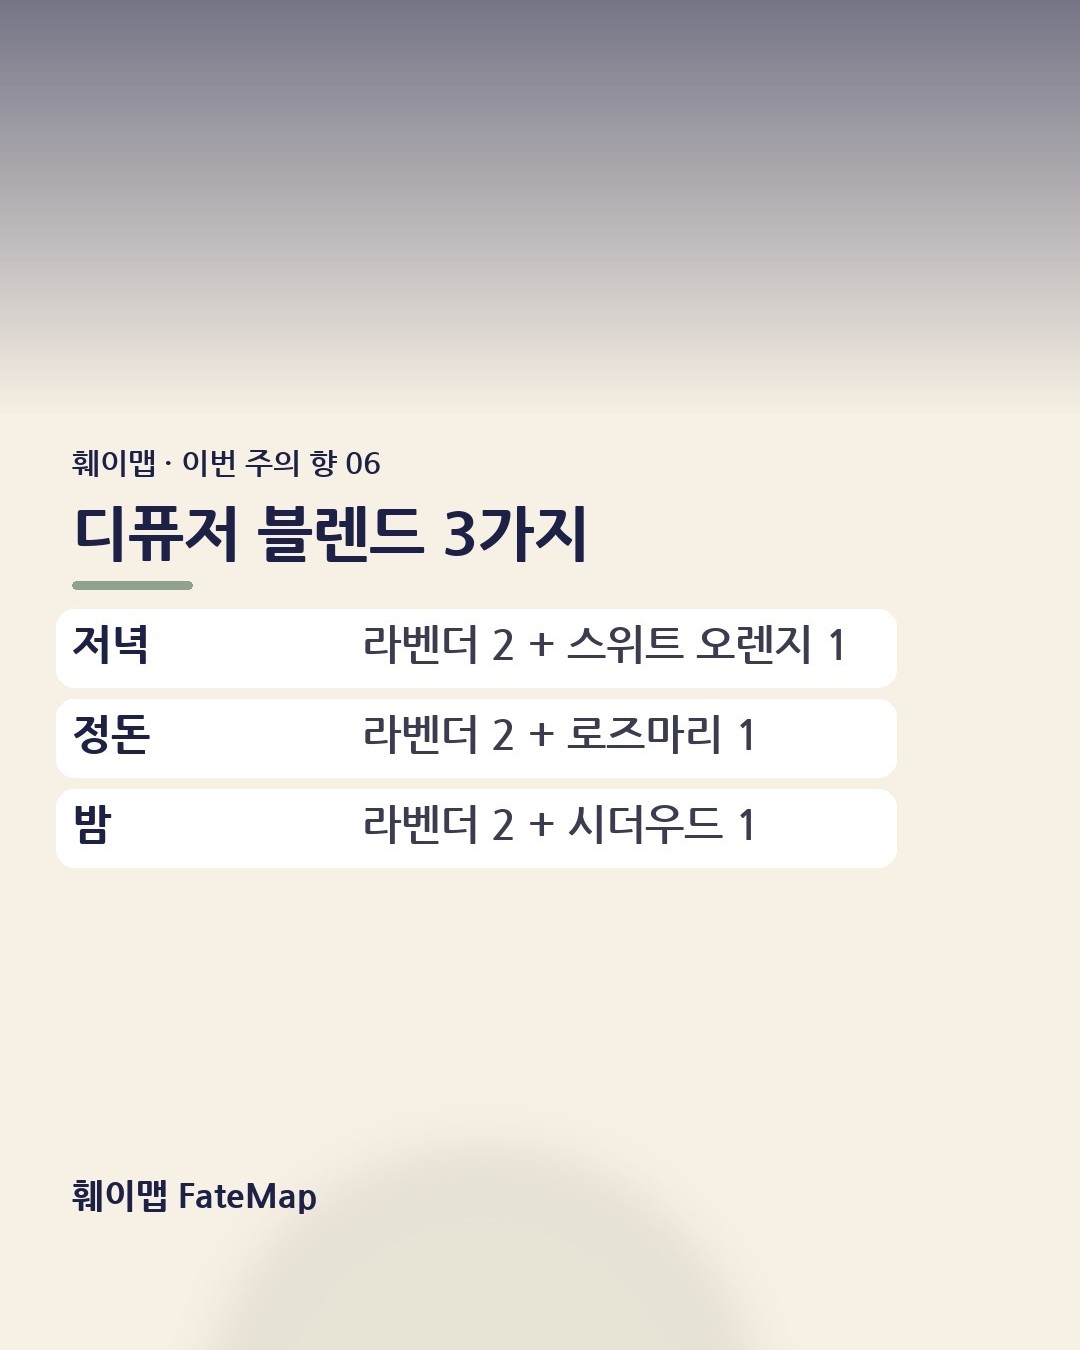 훼이맵 · 이번 주의 향 06
디퓨저 블렌드 3가지
저녁 라벤더 2 + 스위트 오렌지 1
정돈 라벤더 2 + 로즈마리 1
밤 라벤더 2 + 시더우드 1
훼이맵 FateMap